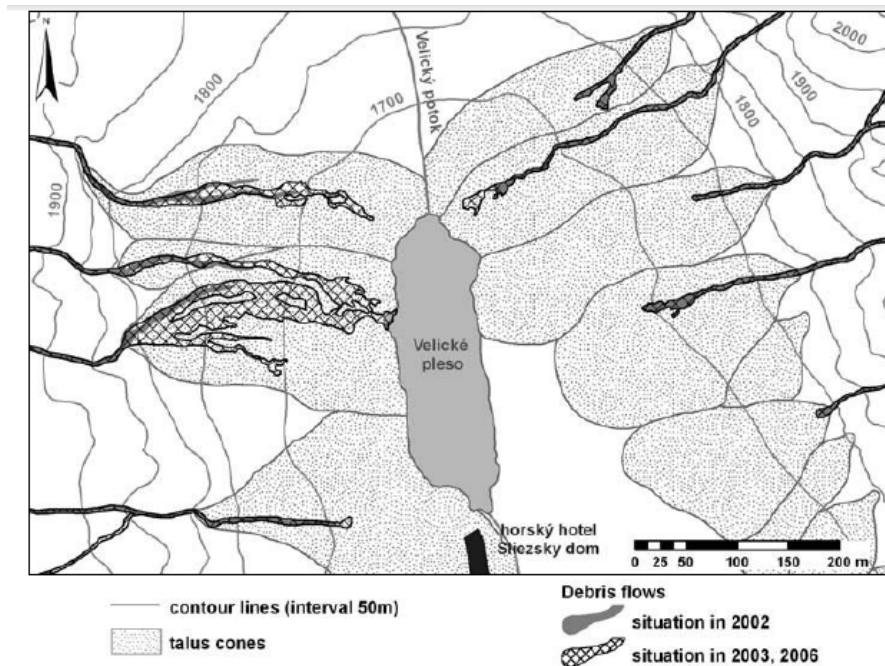 N
2000
1900
1800
1800
1700
1900
Velický potok
Velické
pleso
horský hotel
Sliezsky dom
0 25 50 100 150 200 m
contour lines (interval 50m)
talus cones
Debris flows
situation in 2002
situation in 2003, 2006